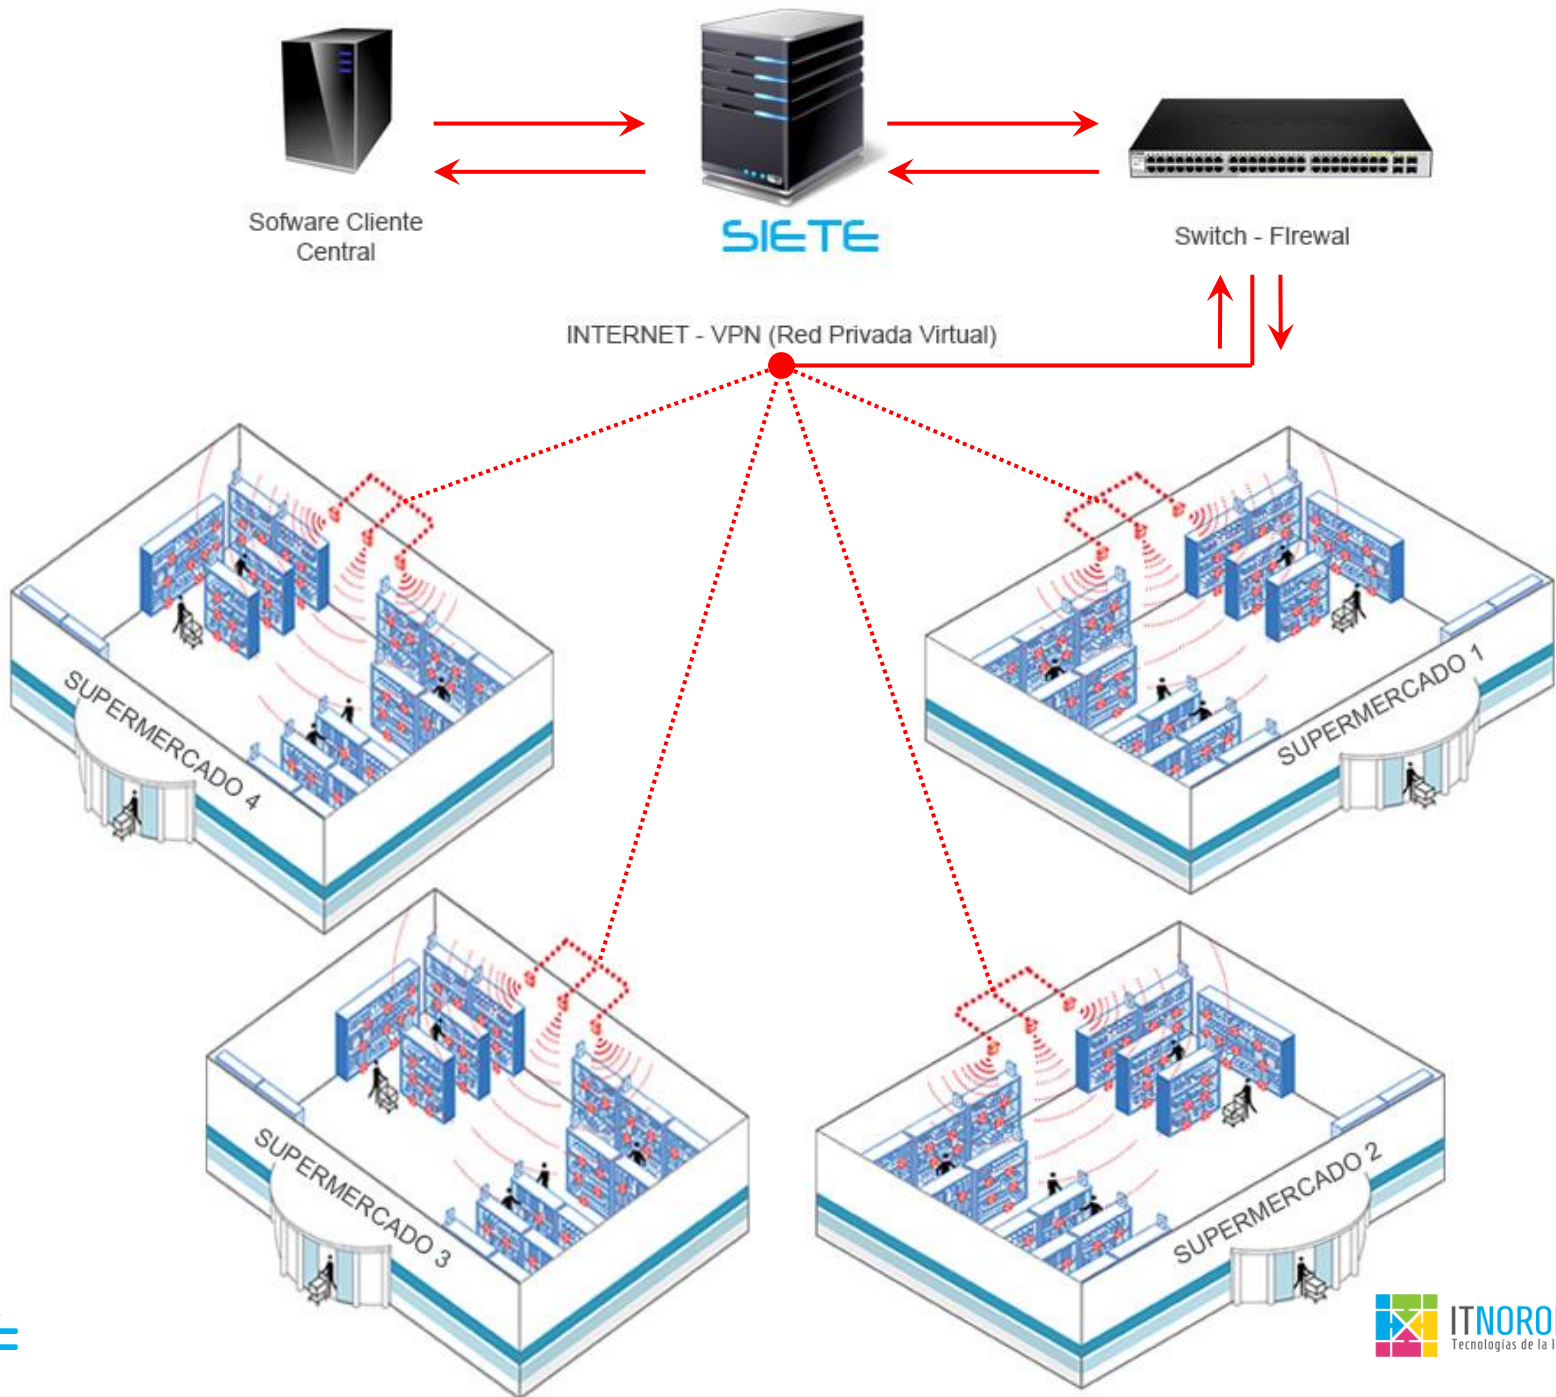 Sofware Cliente
Central
SIETE
Switch - FIrewal
INTERNET - VPN (Red Privada Virtual)
SUPERMERCADO 4
SUPERMERCADO 1
SUPERMERCADO 3
SUPERMERCADO 2
Tecnologías de la